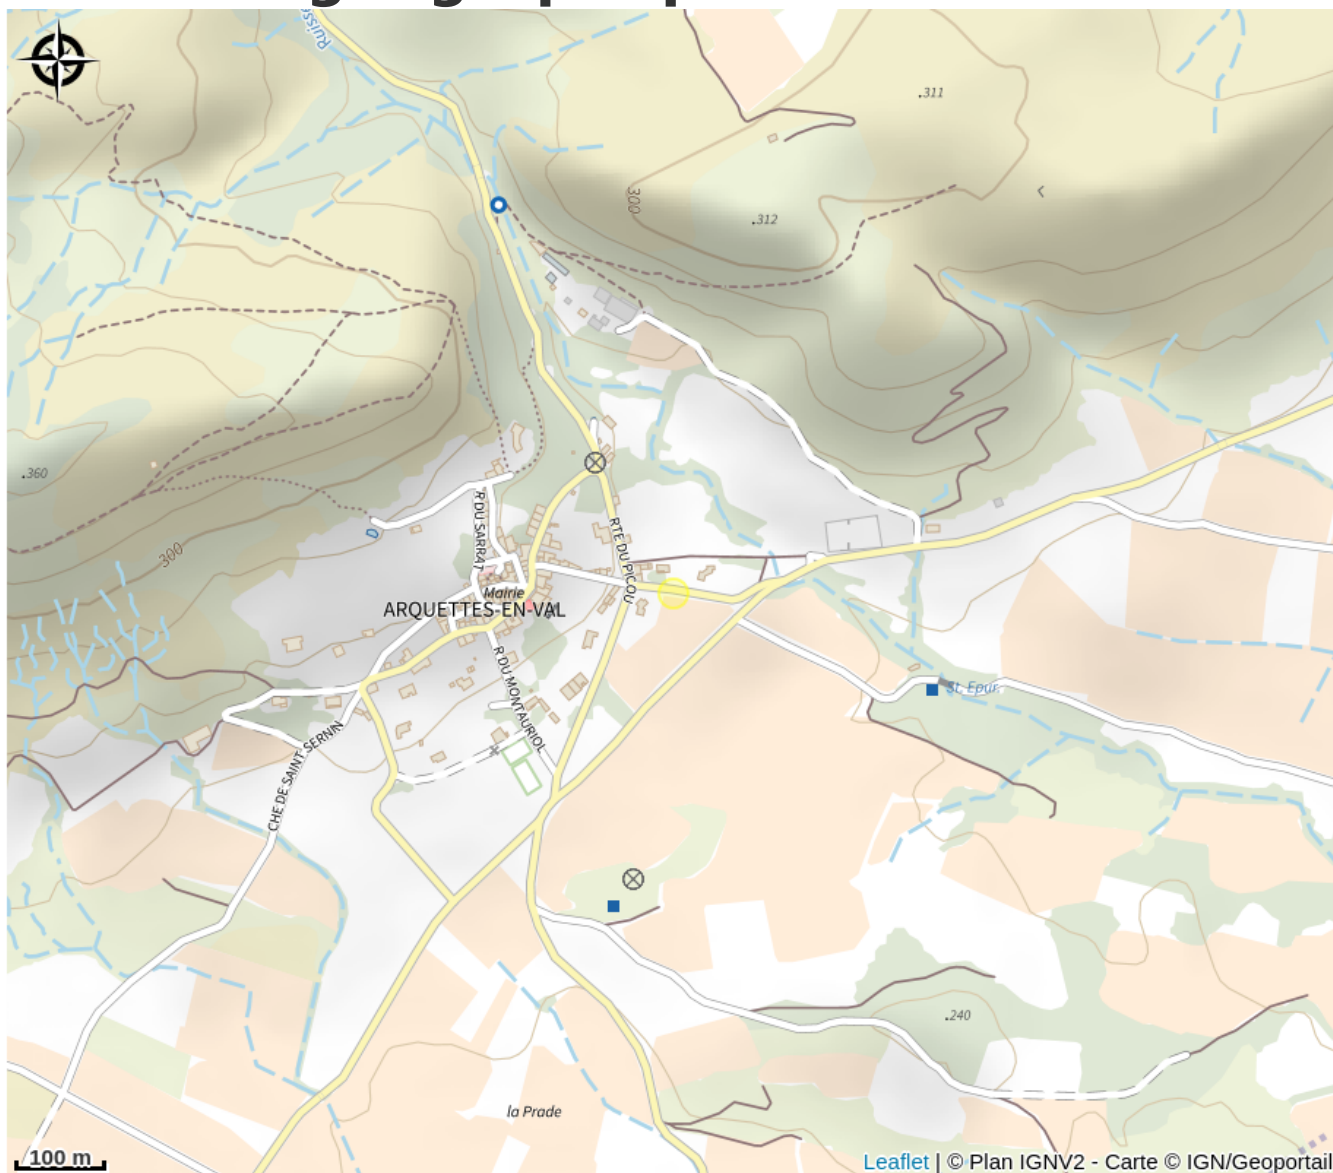 Ruisse
.311
300
.312
.360
R DU SARRAT
300
RTE DU PICOU
Mairie
ARQUETTES-EN-VAL
R DU MONTAURIOL
St. Epur.
CHE DE SAINT SERNIN
.240
la Prade
100 m
Leaflet | © Plan IGNV2 - Carte © IGN/Geoportail